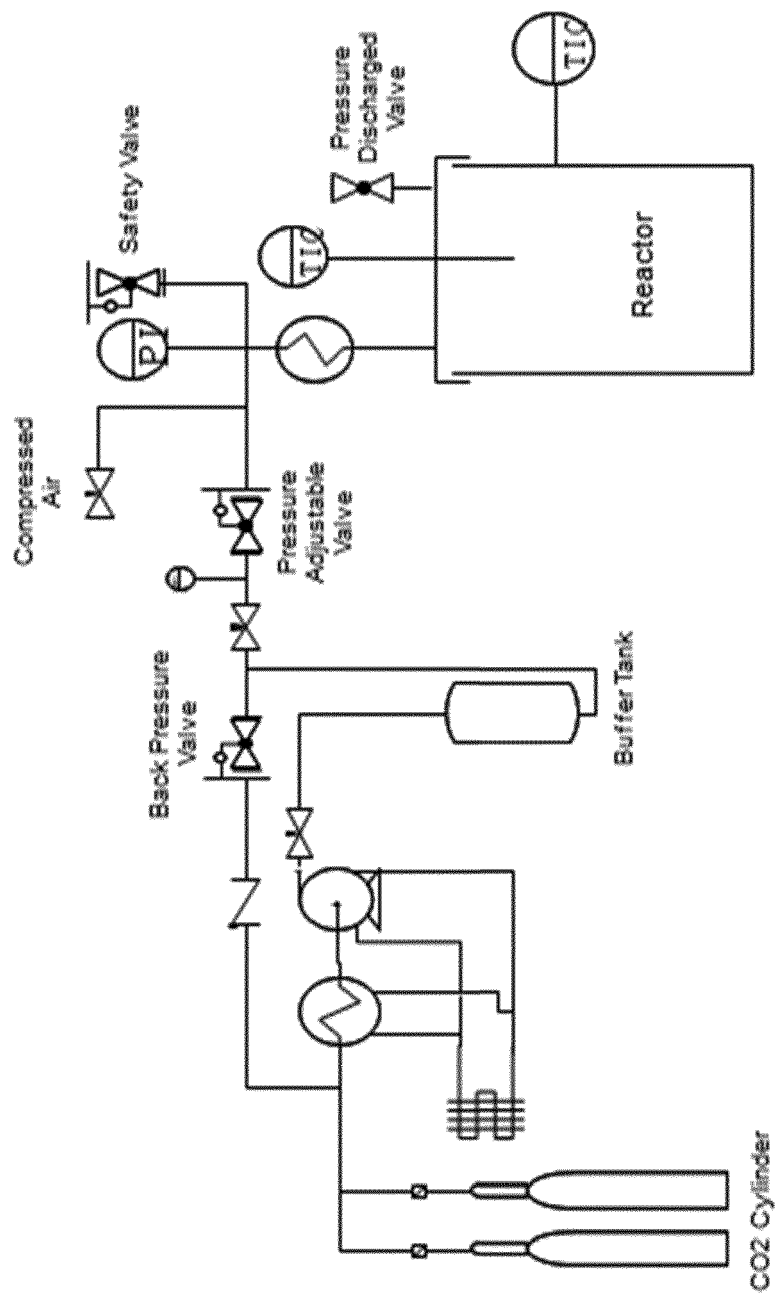 CO2 Cylinder
Back Pressure
Valve
Buffer Tank
Compressed
Air
Pressure
Adjustable
Valve
PI
Safety Valve
TIC
Pressure
Discharged
Valve
Reactor
TIC